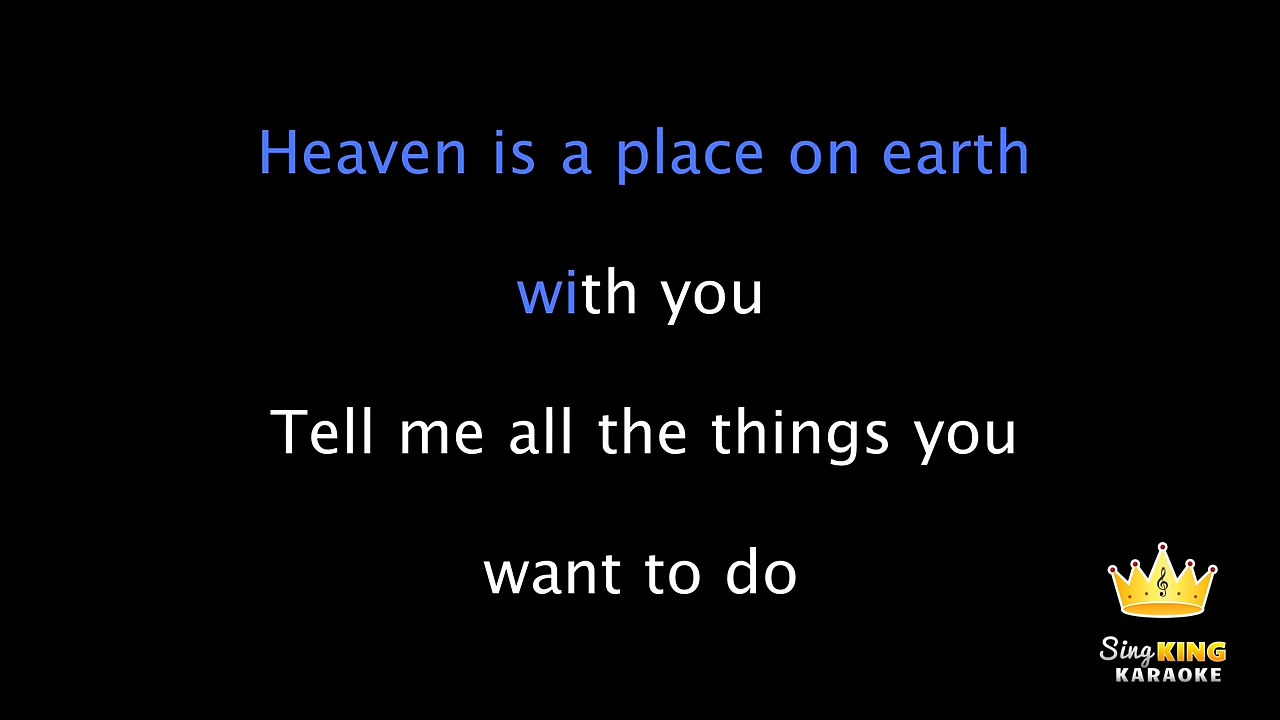 Heaven is a place on earth
with you
Tell me all the things you
want to do
Sing KING
KARAOKE